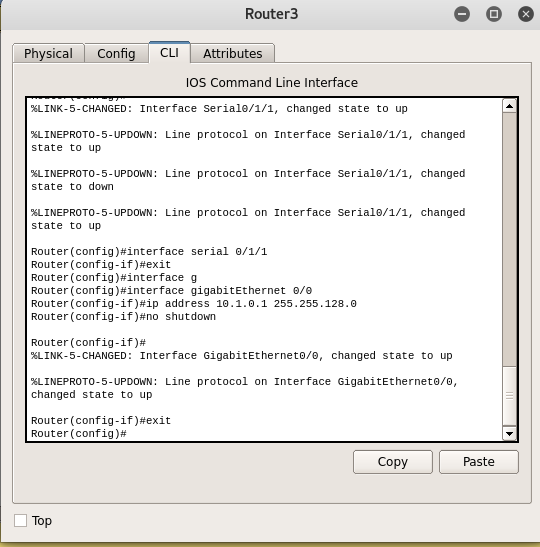 Router3
Physical
Config
CLI
Attributes
IOS Command Line Interface
Router(config)#
%LINK-5-CHANGED: Interface Serial0/1/1, changed state to up
%LINEPROTO-5-UPDOWN: Line protocol on Interface Serial0/1/1, changed
state to up
%LINEPROTO-5-UPDOWN: Line protocol on Interface Serial0/1/1, changed
state to down
%LINEPROTO-5-UPDOWN: Line protocol on Interface Serial0/1/1, changed
state to up
Router(config)#interface serial 0/1/1
Router(config-if)#exit
Router(config)#interface g
Router(config)#interface gigabitEthernet 0/0
Router(config-if)#ip address 10.1.0.1 255.255.128.0
Router(config-if)#no shutdown
Router(config-if)#
%LINK-5-CHANGED: Interface GigabitEthernet0/0, changed state to up
%LINEPROTO-5-UPDOWN: Line protocol on Interface GigabitEthernet0/0,
changed state to up
Router(config-if)#exit
Router(config)#
Copy
Paste
Top